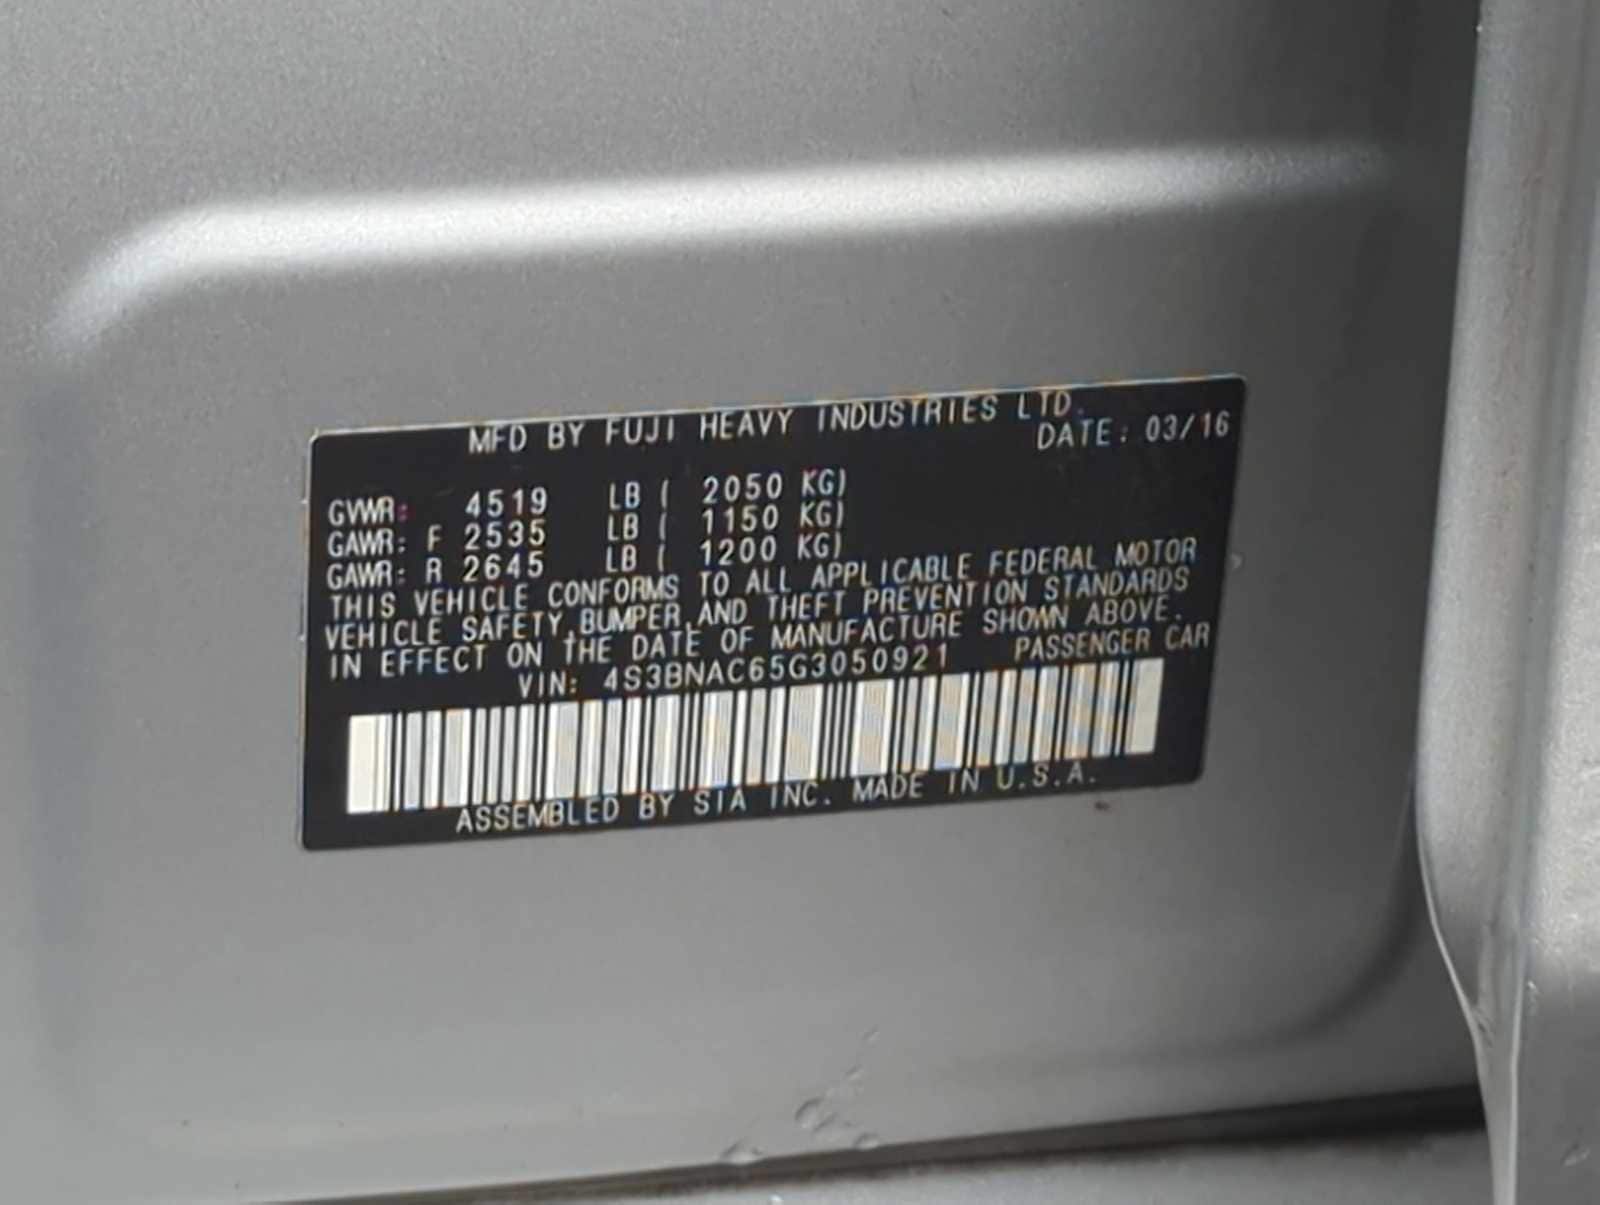 MFD BY FUJI HEAVY INDUSTRIES LTD.
DATE: 03/16
GVWR: 4519 LB ( 2050 KG)
GAWR: F 2535 LB ( 1150 KG)
GAWR: R 2645 LB ( 1200 KG)
THIS VEHICLE CONFORMS TO ALL APPLICABLE FEDERAL MOTOR
VEHICLE SAFETY,BUMPER,AND THEFT PREVENTION STANDARDS
IN EFFECT ON THE DATE OF MANUFACTURE SHOWN ABOVE.
VIN: 4S3BNAC65G3050921 PASSENGER CAR
ASSEMBLED BY SIA INC. MADE IN U.S.A.